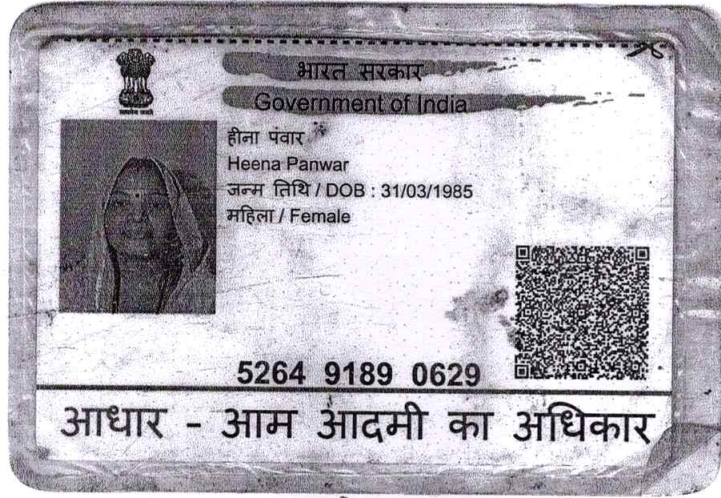 भारत सरकार
Government of India
हीना पंवार
Heena Panwar
जन्म तिथि / DOB : 31/03/1985
महिला / Female
5264 9189 0629
आधार - आम आदमी का अधिकार